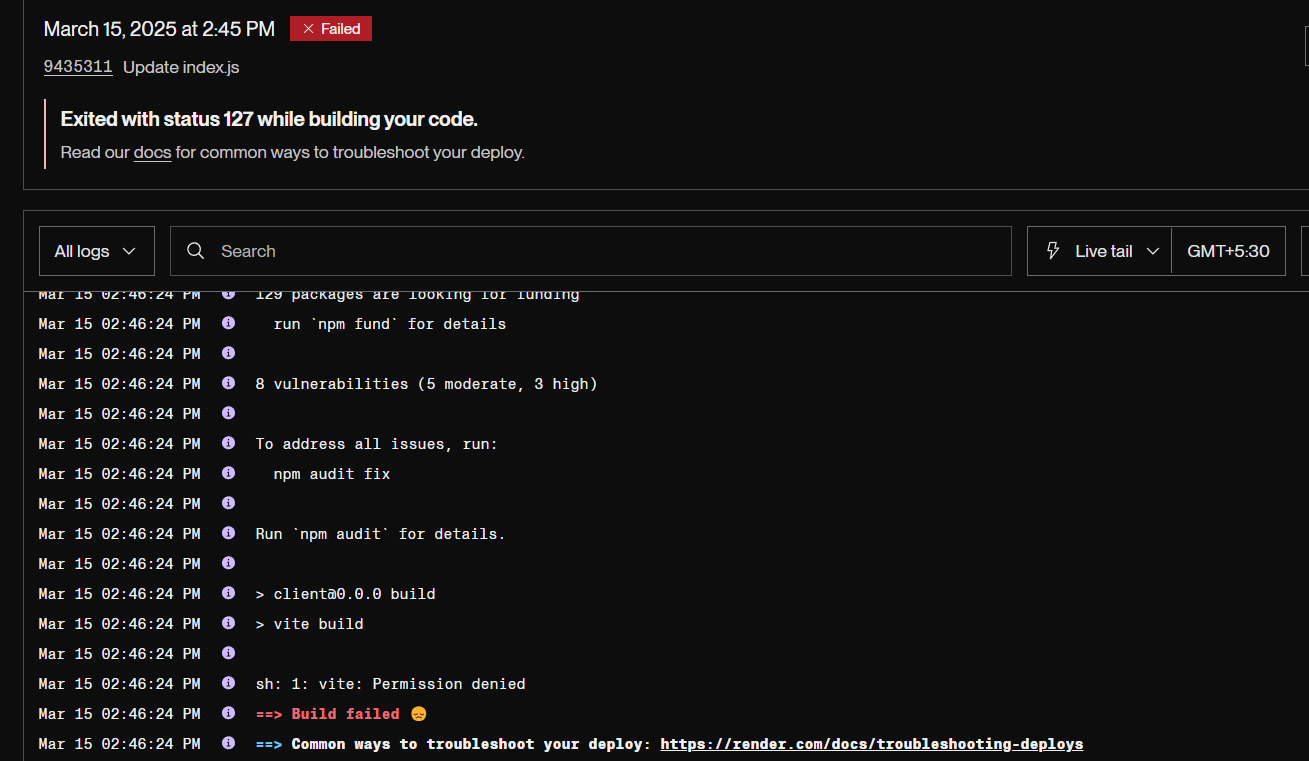 March 15, 2025 at 2:45 PM Failed
9435311 Update index.js
Exited with status 127 while building your code.
Read our docs for common ways to troubleshoot your deploy.
All logs Search Live tail GMT+5:30
Mar 15 02:46:24 PM 129 packages are looking for funding
Mar 15 02:46:24 PM run `npm fund` for details
Mar 15 02:46:24 PM
Mar 15 02:46:24 PM 8 vulnerabilities (5 moderate, 3 high)
Mar 15 02:46:24 PM
Mar 15 02:46:24 PM To address all issues, run:
Mar 15 02:46:24 PM npm audit fix
Mar 15 02:46:24 PM
Mar 15 02:46:24 PM Run `npm audit` for details.
Mar 15 02:46:24 PM
Mar 15 02:46:24 PM > client@0.0.0 build
Mar 15 02:46:24 PM > vite build
Mar 15 02:46:24 PM
Mar 15 02:46:24 PM sh: 1: vite: Permission denied
Mar 15 02:46:24 PM ==> Build failed 😞
Mar 15 02:46:24 PM ==> Common ways to troubleshoot your deploy: https://render.com/docs/troubleshooting-deploys